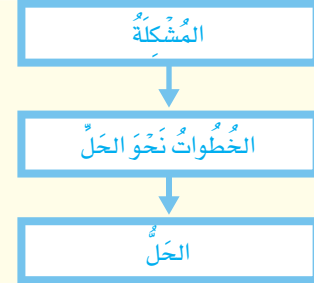 المُشْكِلَةُ
الخُطُواتُ نَحْوَ الحَلِّ
الحَلُّ